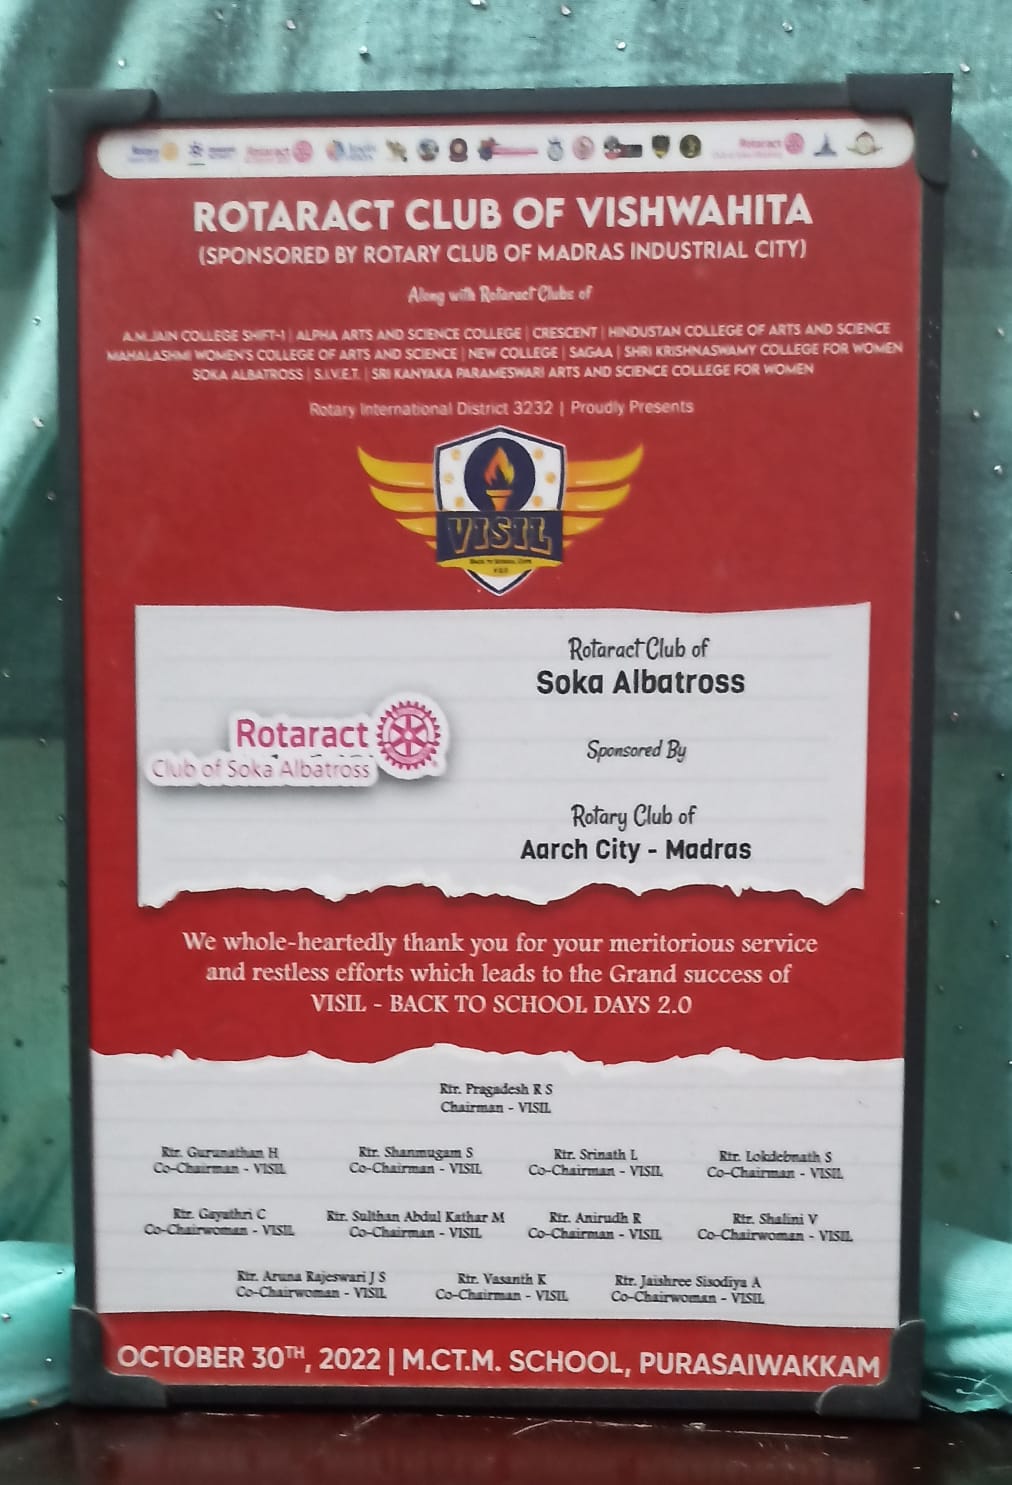 ROTARACT CLUB OF VISHWAHITA
(SPONSORED BY ROTARY CLUB OF MADRAS INDUSTRIAL CITY)
Along with Rotaract Clubs of
A.M.JAIN COLLEGE SHIFT-1 | ALPHA ARTS AND SCIENCE COLLEGE | CRESCENT | HINDUSTAN COLLEGE OF ARTS AND SCIENCE
MAHALASHMI WOMEN'S COLLEGE OF ARTS AND SCIENCE | NEW COLLEGE | SAGAA | SHRI KRISHNASWAMY COLLEGE FOR WOMEN
SOKA ALBATROSS | S.I.V.E.T. | SRI KANYAKA PARAMESWARI ARTS AND SCIENCE COLLEGE FOR WOMEN
Rotary International District 3232 | Proudly Presents
VISIL
Rotaract Club of
Soka Albatross
Rotaract
Club of Soka Albatross
Sponsored By
Rotary Club of
Aarch City - Madras
We whole-heartedly thank you for your meritorious service
and restless efforts which leads to the Grand success of
VISIL - BACK TO SCHOOL DAYS 2.0
Rtr. Pragadesh R S
Chairman - VISIL
Rtr. Gurunathan H Rtr. Shanmugam S Rtr. Srinath L Rtr. Lokdebnath S
Co-Chairman - VISIL Co-Chairman - VISIL Co-Chairman - VISIL Co-Chairman - VISIL
Rtr. Gayathri C Rtr. Sulthan Abdul Kathar M Rtr. Anirudh R Rtr. Shalini V
Co-Chairwoman - VISIL Co-Chairman - VISIL Co-Chairman - VISIL Co-Chairwoman - VISIL
Rtr. Aruna Rajeswari J S Rtr. Vasanth K Rtr. Jaishree Sisodiya A
Co-Chairwoman - VISIL Co-Chairman - VISIL Co-Chairwoman - VISIL
OCTOBER 30TH, 2022 | M.CT.M. SCHOOL, PURASAIWAKKAM